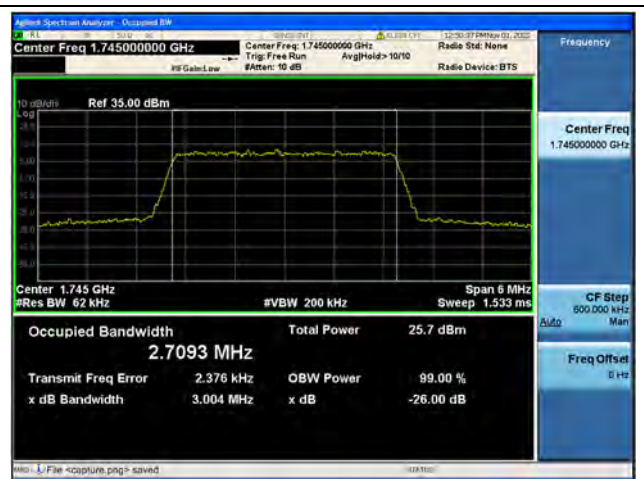 Agilent Spectrum Analyzer - Occupied BW
RL
Center Freq 1.745000000 GHz
Center Freq: 1.745000000 GHz
Trig: Free Run Avg|Hold:>10/10
#IFGain:Low #Atten: 10 dB
12:50:37 PM Nov 03, 2022
Radio Std: None
Radio Device: BTS
Frequency
10 dB/div Ref 35.00 dBm
Log
Center Freq
1.745000000 GHz
Center 1.745 GHz Span 6 MHz
#Res BW 62 kHz #VBW 200 kHz Sweep 1.533 ms
CF Step
600.000 kHz
Auto Man
Occupied Bandwidth Total Power 25.7 dBm
2.7093 MHz
Freq Offset
0 Hz
Transmit Freq Error 2.376 kHz OBW Power 99.00 %
x dB Bandwidth 3.004 MHz x dB -26.00 dB
File <capture.png> saved
STATUS